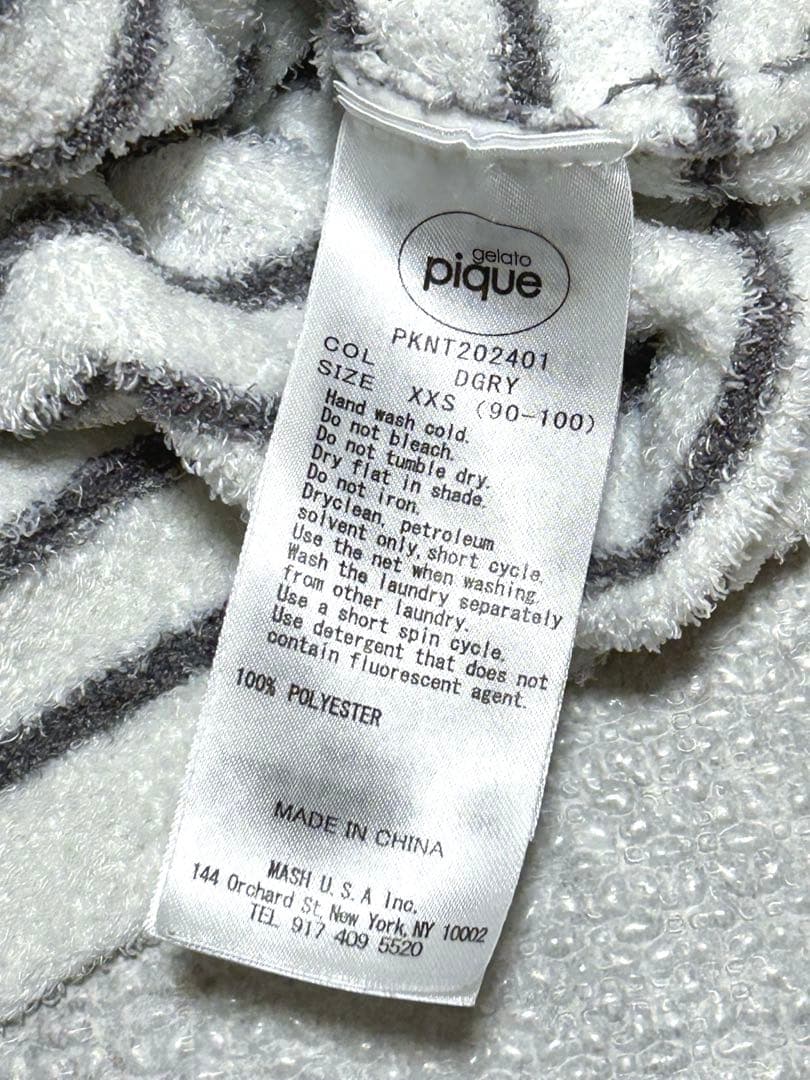 gelato
pique
PKNT202401
COL DGRY
SIZE XXS (90-100)
Hand wash cold.
Do not bleach.
Do not tumble dry.
Dry flat in shade.
Do not iron.
Dryclean, petroleum
solvent only, short cycle.
Use the net when washing.
Wash the laundry separately
from other laundry.
Use a short spin cycle.
Use detergent that does not
contain fluorescent agent.
100% POLYESTER
MADE IN CHINA
MASH U.S.A Inc.
144 Orchard St, New York, NY 10002
TEL 917 409 5520